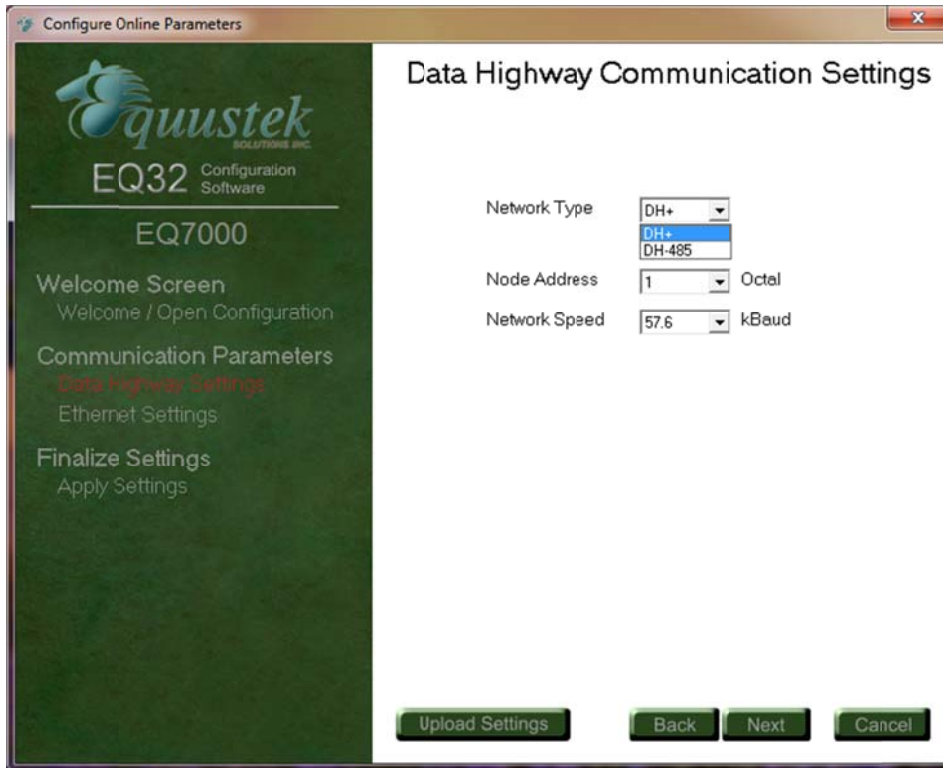 Configure Online Parameters
x
Equustek
SOLUTIONS INC.
EQ32 Configuration Software
EQ7000
Welcome Screen
Welcome / Open Configuration
Communication Parameters
Data Highway Settings
Ethernet Settings
Finalize Settings
Apply Settings
Data Highway Communication Settings
Network Type DH+
DH+
DH-485
Node Address 1 Octal
Network Speed 57.6 kBaud
Upload Settings Back Next Cancel